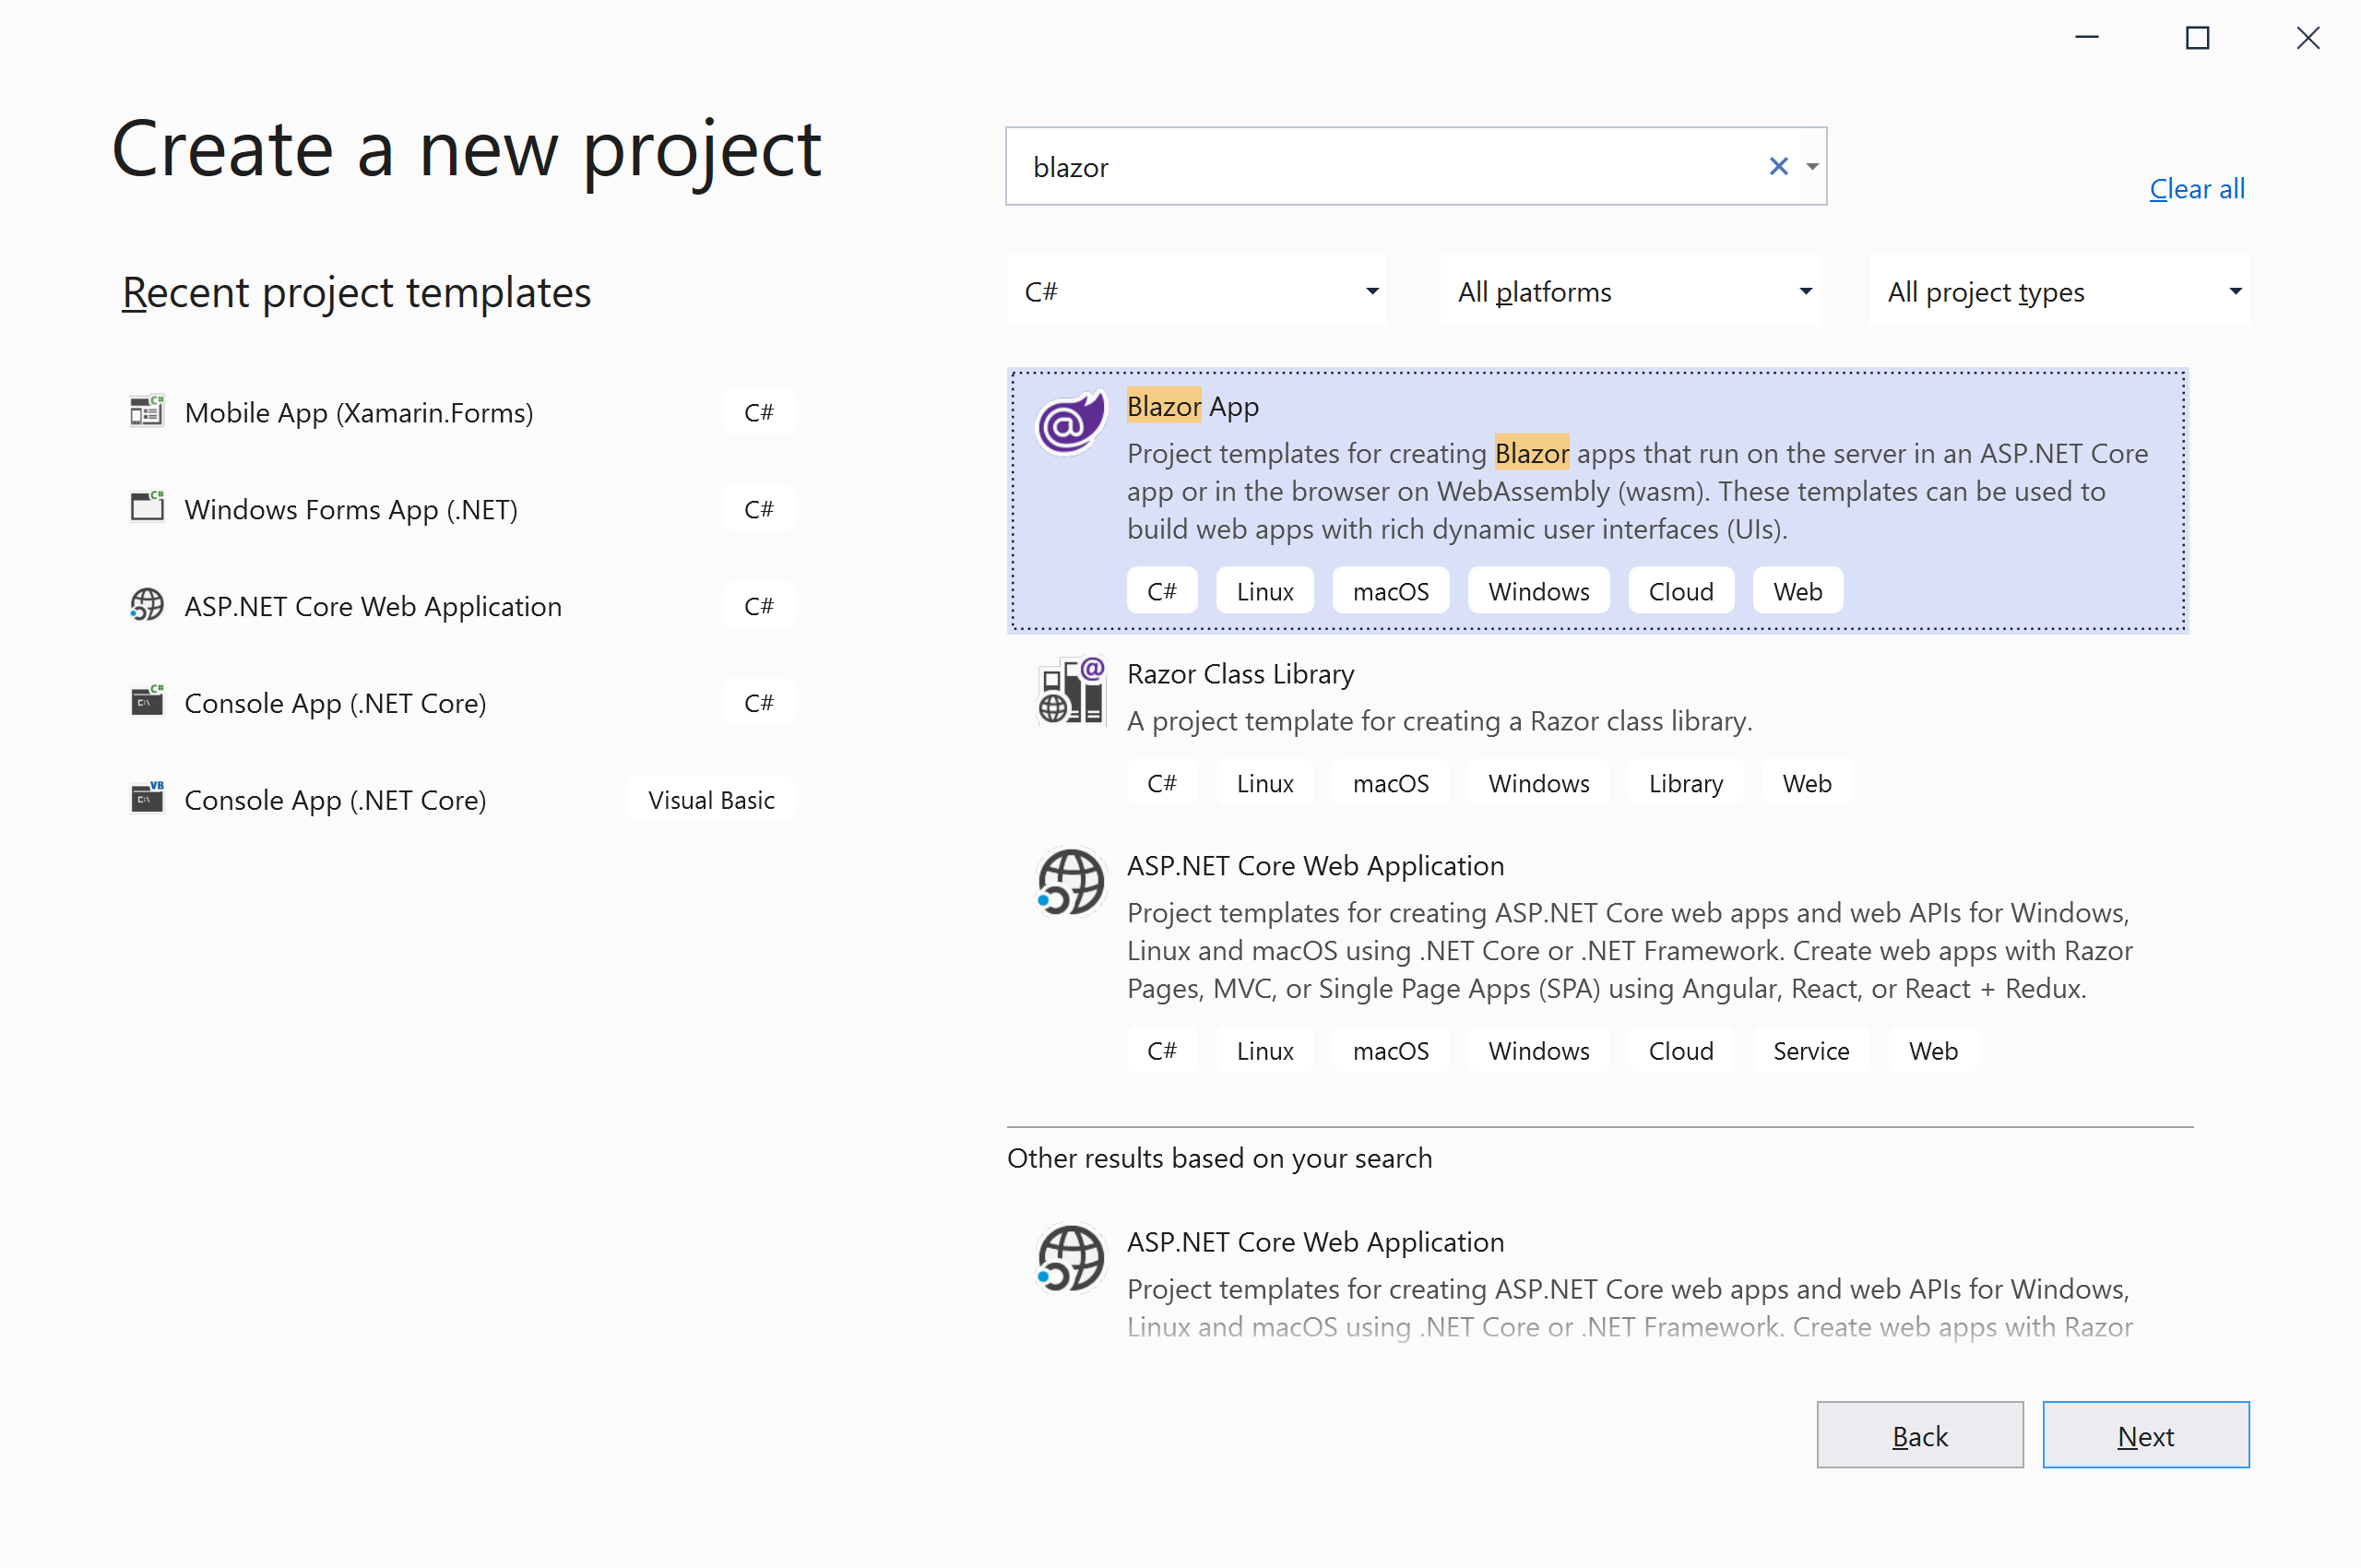 Create a new project
blazor
Clear all
Recent project templates
C#
All platforms
All project types
Mobile App (Xamarin.Forms)
C#
Windows Forms App (.NET)
C#
ASP.NET Core Web Application
C#
Console App (.NET Core)
C#
Console App (.NET Core)
Visual Basic
Blazor App
Project templates for creating Blazor apps that run on the server in an ASP.NET Core
app or in the browser on WebAssembly (wasm). These templates can be used to
build web apps with rich dynamic user interfaces (UIs).
C# Linux macOS Windows Cloud Web
Razor Class Library
A project template for creating a Razor class library.
C# Linux macOS Windows Library Web
ASP.NET Core Web Application
Project templates for creating ASP.NET Core web apps and web APIs for Windows,
Linux and macOS using .NET Core or .NET Framework. Create web apps with Razor
Pages, MVC, or Single Page Apps (SPA) using Angular, React, or React + Redux.
C# Linux macOS Windows Cloud Service Web
Other results based on your search
ASP.NET Core Web Application
Project templates for creating ASP.NET Core web apps and web APIs for Windows,
Linux and macOS using .NET Core or .NET Framework. Create web apps with Razor
Back
Next